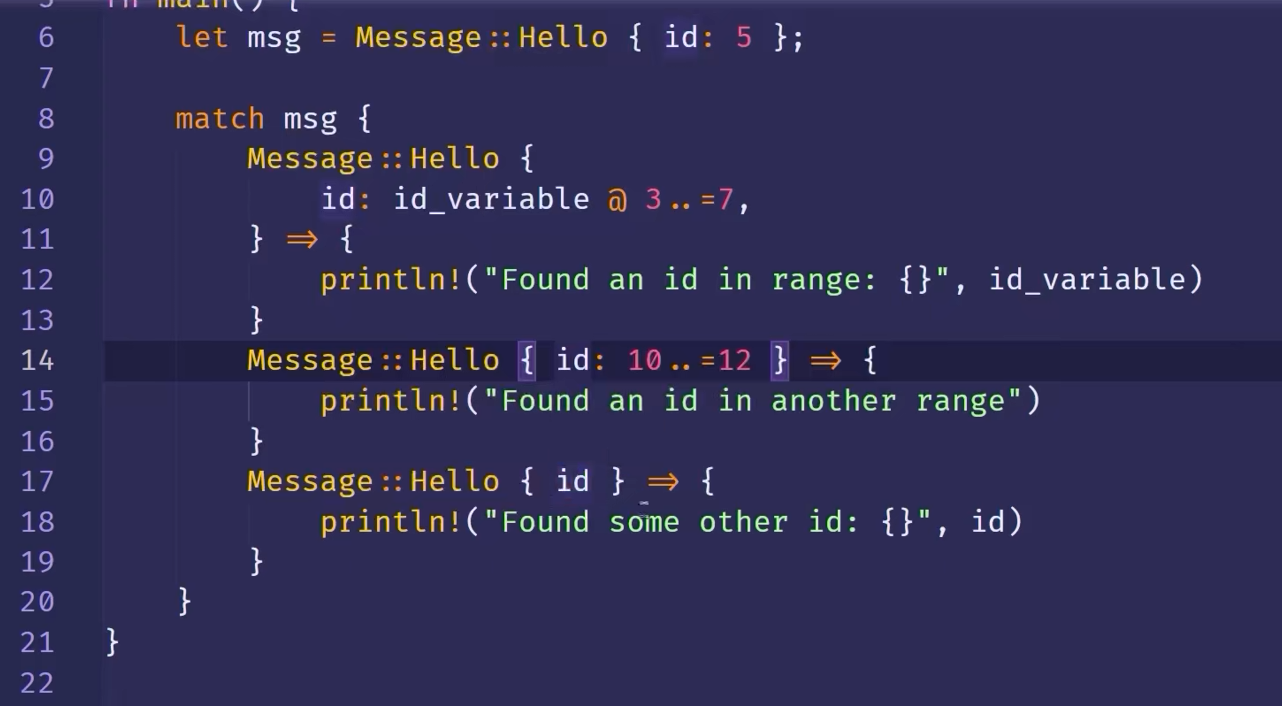 5 fn main() {
6 let msg = Message::Hello { id: 5 };
7
8 match msg {
9 Message::Hello {
10 id: id_variable @ 3..=7,
11 } => {
12 println!("Found an id in range: {}", id_variable)
13 }
14 Message::Hello { id: 10..=12 } => {
15 println!("Found an id in another range")
16 }
17 Message::Hello { id } => {
18 println!("Found some other id: {}", id)
19 }
20 }
21 }
22